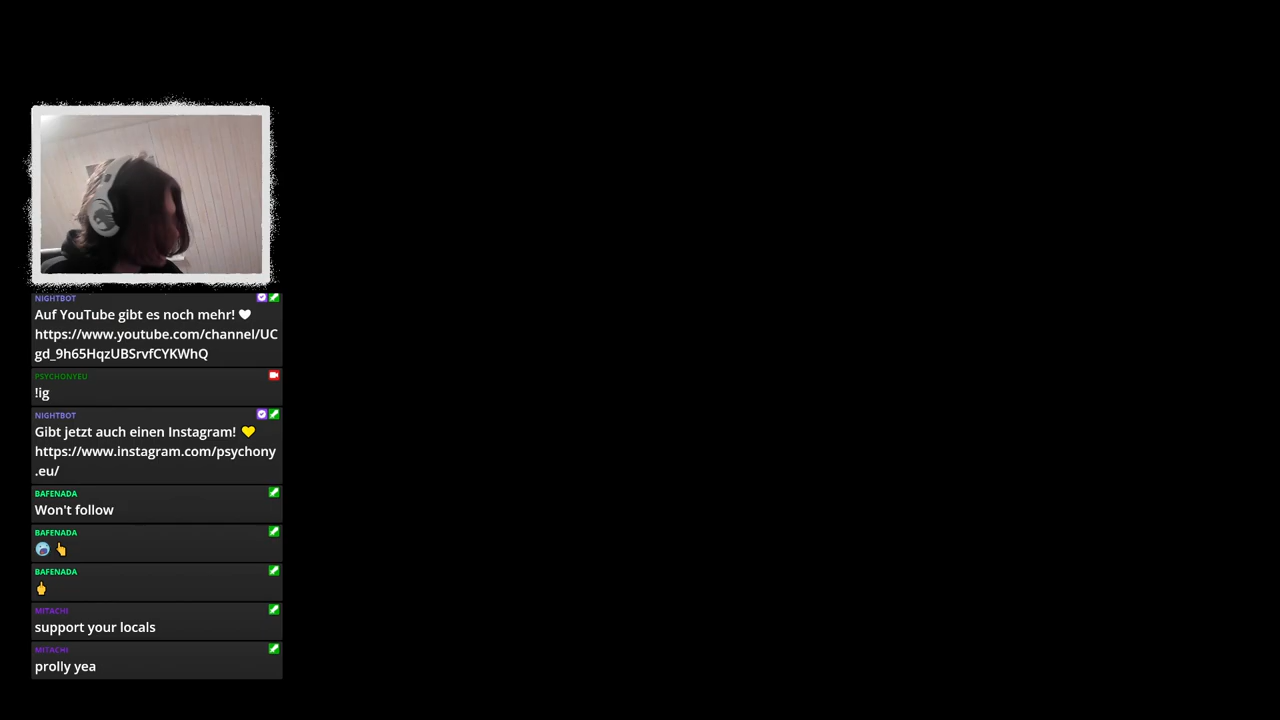 NIGHTBOT
Auf YouTube gibt es noch mehr! 🤍
https://www.youtube.com/channel/UC
gd_9h65HqzUBSrvfCYKWhQ
PSYCHONYEU
!ig
NIGHTBOT
Gibt jetzt auch einen Instagram! 💛
https://www.instagram.com/psychony
.eu/
BAFENADA
Won't follow
BAFENADA
BAFENADA
MITACHI
support your locals
MITACHI
prolly yea